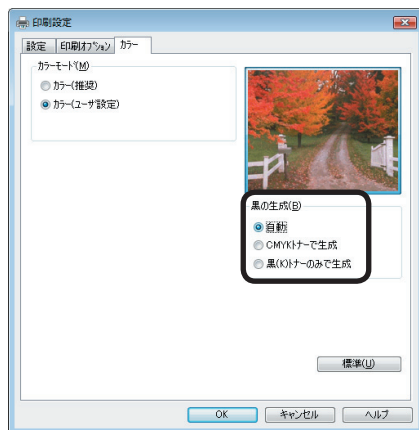 印刷設定
設定
印刷ｵﾌﾟｼｮﾝ
ｶﾗｰ
ｶﾗｰﾓｰﾄﾞ(M)
ｶﾗｰ(推奨)
ｶﾗｰ(ﾕｰｻﾞ設定)
黒の生成(B)
自動
CMYKﾄﾅｰで生成
黒(K)ﾄﾅｰのみで生成
標準(U)
OK
キャンセル
ヘルプ